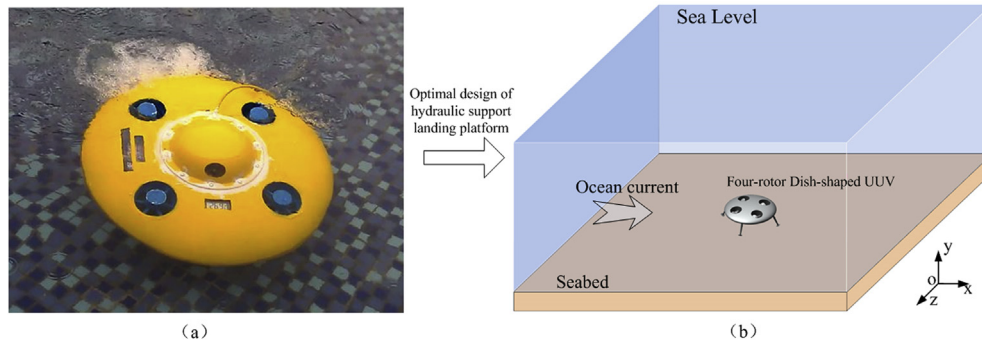 Optimal design of
hydraulic support
landing platform
Sea Level
Ocean current
Four-rotor Dish-shaped UUV
Seabed
y
o
x
z
(a)
(b)